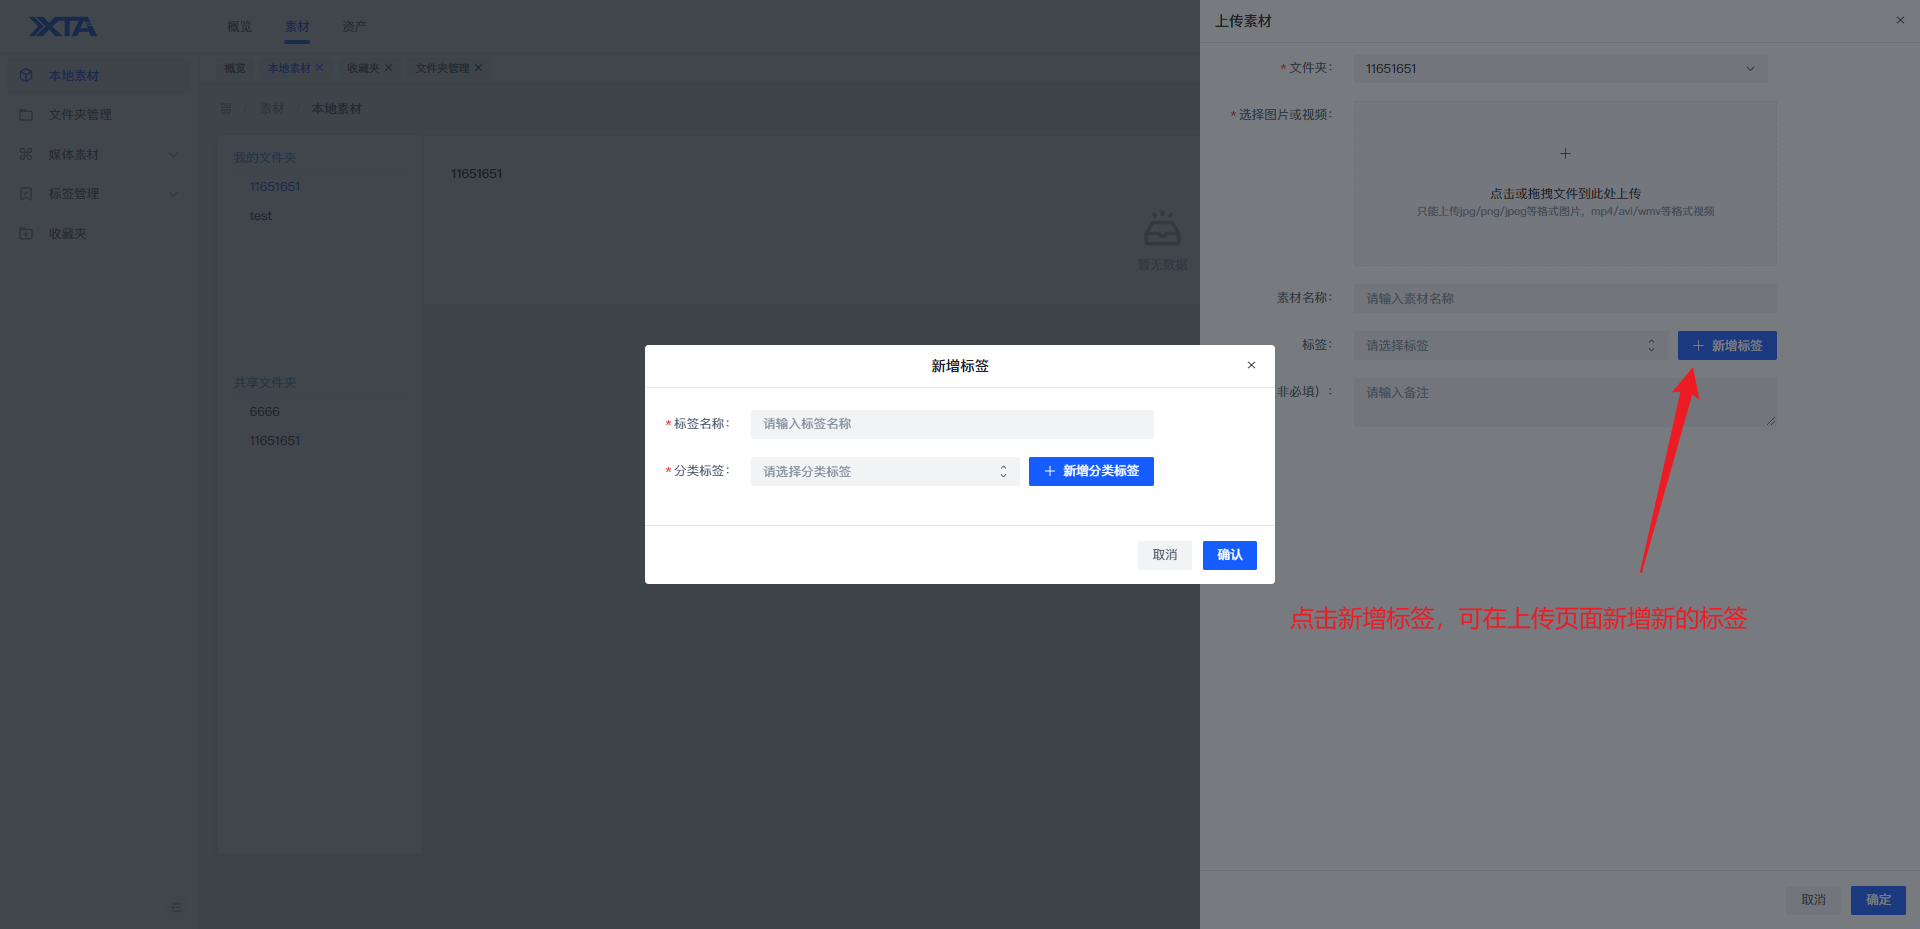 XTA
概览
素材
资产
概览
本地素材
收藏夹
文件夹管理
本地素材
文件夹管理
媒体素材
标签管理
收藏夹
/ 素材 / 本地素材
我的文件夹
11651651
test
共享文件夹
6666
11651651
11651651
暂无数据
新增标签
* 标签名称：
请输入标签名称
* 分类标签：
请选择分类标签
新增分类标签
取消
确认
上传素材
* 文件夹：
11651651
* 选择图片或视频：
点击或拖拽文件到此处上传
只能上传jpg/png/jpeg等格式图片，mp4/avi/wmv等格式视频
素材名称：
请输入素材名称
标签：
请选择标签
新增标签
非必填）：
请输入备注
点击新增标签，可在上传页面新增新的标签
取消
确定